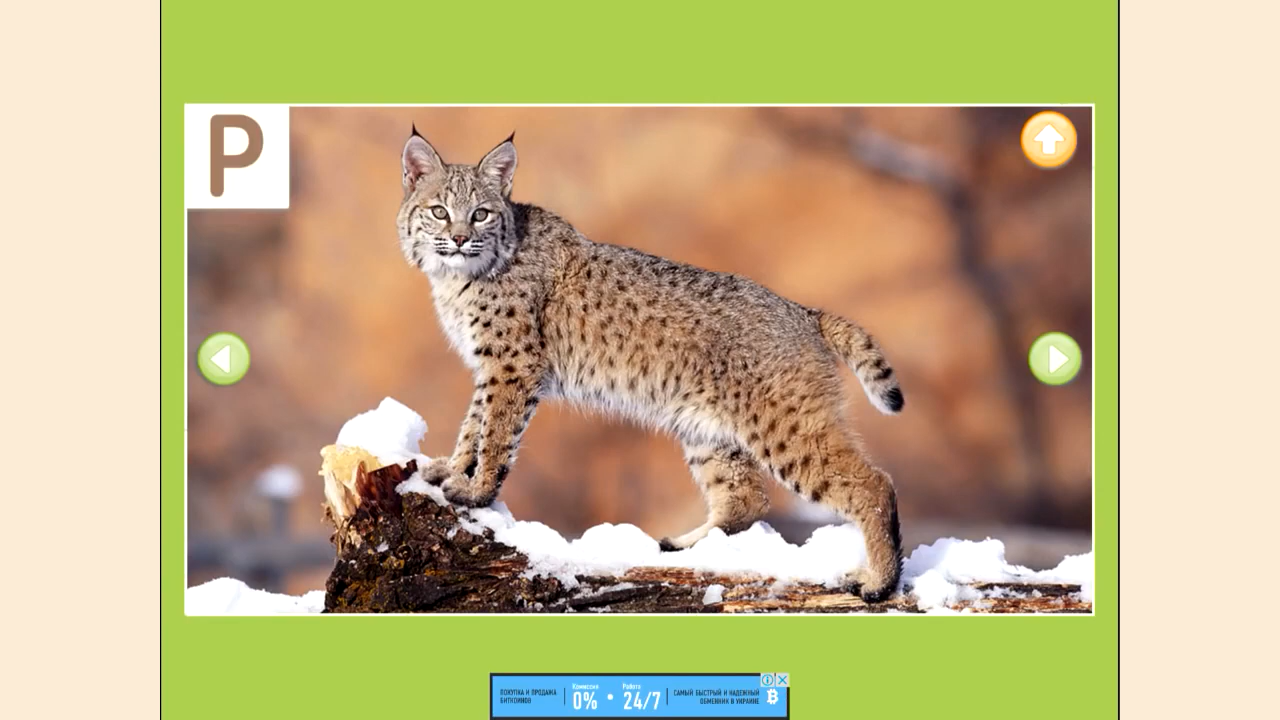 Р
ПОКУПКА И ПРОДАЖА
БИТКОИНОВ
Комиссия
0%
Работа
24/7
САМЫЙ БЫСТРЫЙ И НАДЕЖНЫЙ
ОБМЕННИК В УКРАИНЕ